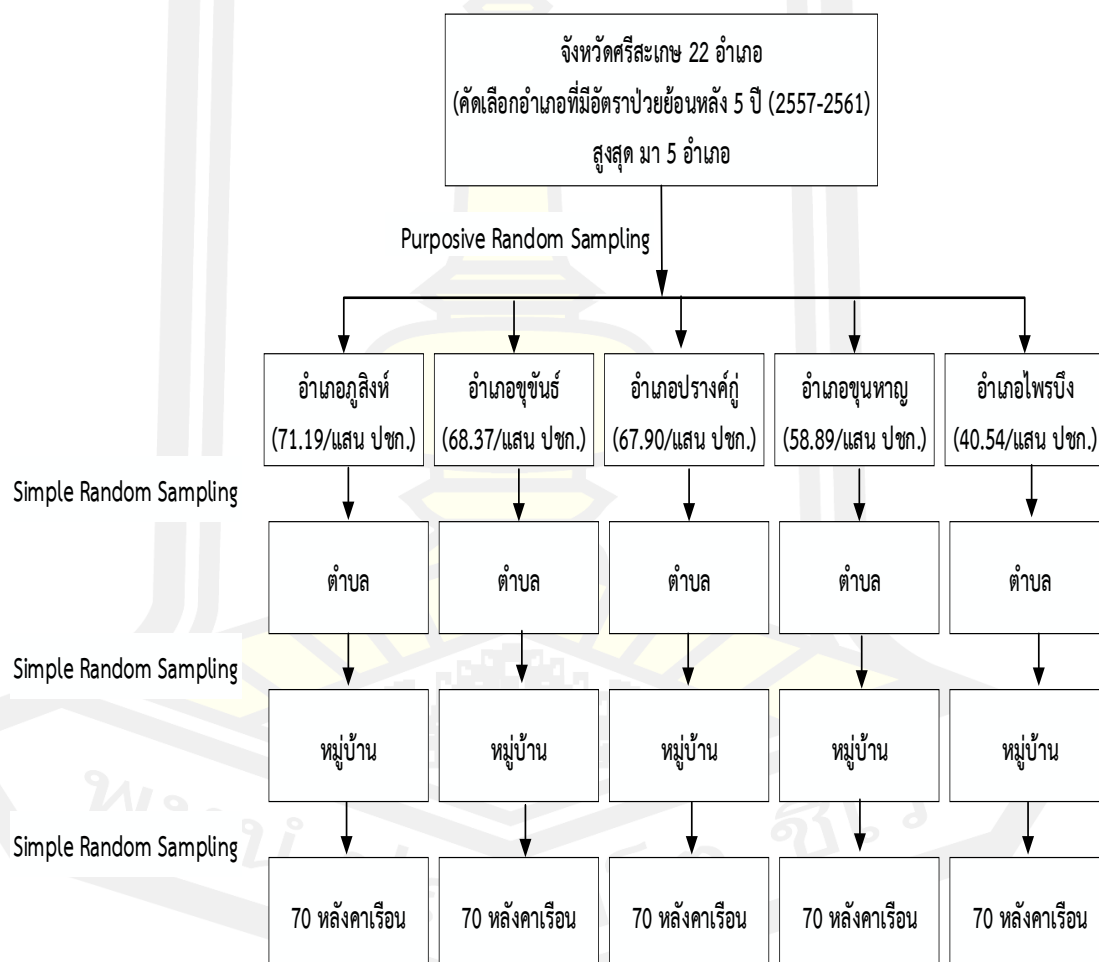 จังหวัดศรีสะเกษ 22 อำเภอ
(คัดเลือกอำเภอที่มีอัตราป่วยย้อนหลัง 5 ปี (2557-2561)
สูงสุด มา 5 อำเภอ
Purposive Random Sampling
อำเภอภูสิงห์
(71.19/แสน ปชก.)
อำเภอขุขันธ์
(68.37/แสน ปชก.)
อำเภอปรางค์กู่
(67.90/แสน ปชก.)
อำเภอขุนหาญ
(58.89/แสน ปชก.)
อำเภอไพรบึง
(40.54/แสน ปชก.)
Simple Random Sampling
ตำบล
ตำบล
ตำบล
ตำบล
ตำบล
Simple Random Sampling
หมู่บ้าน
หมู่บ้าน
หมู่บ้าน
หมู่บ้าน
หมู่บ้าน
Simple Random Sampling
70 หลังคาเรือน
70 หลังคาเรือน
70 หลังคาเรือน
70 หลังคาเรือน
70 หลังคาเรือน